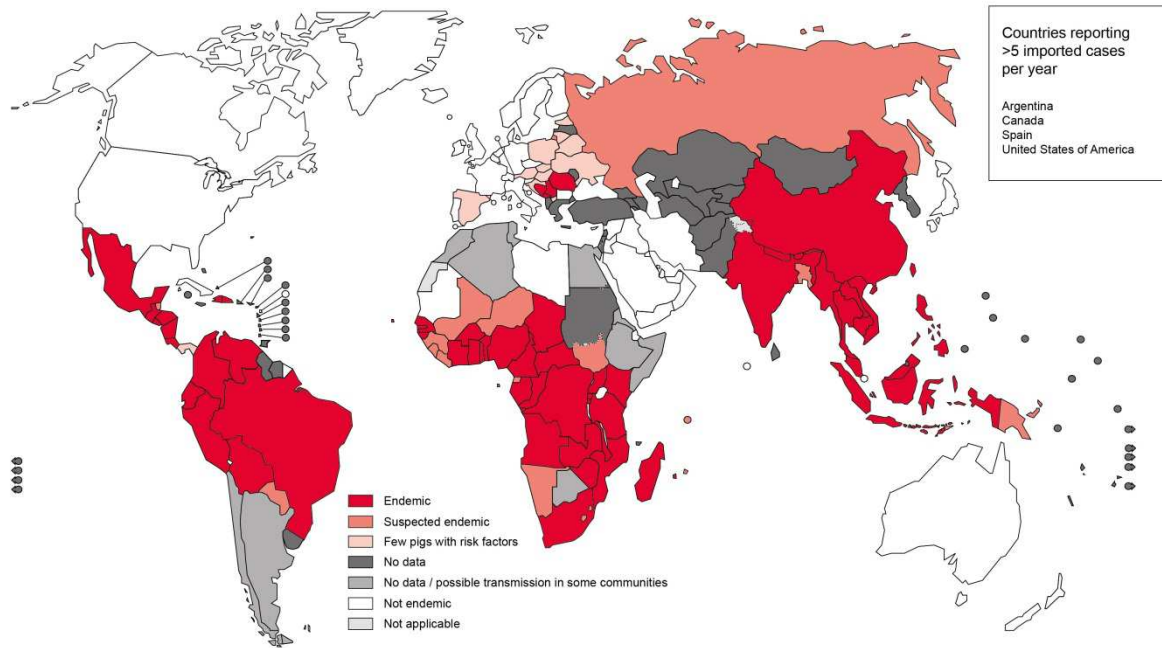 Countries reporting
>5 imported cases
per year
Argentina
Canada
Spain
United States of America
Endemic
Suspected endemic
Few pigs with risk factors
No data
No data / possible transmission in some communities
Not endemic
Not applicable